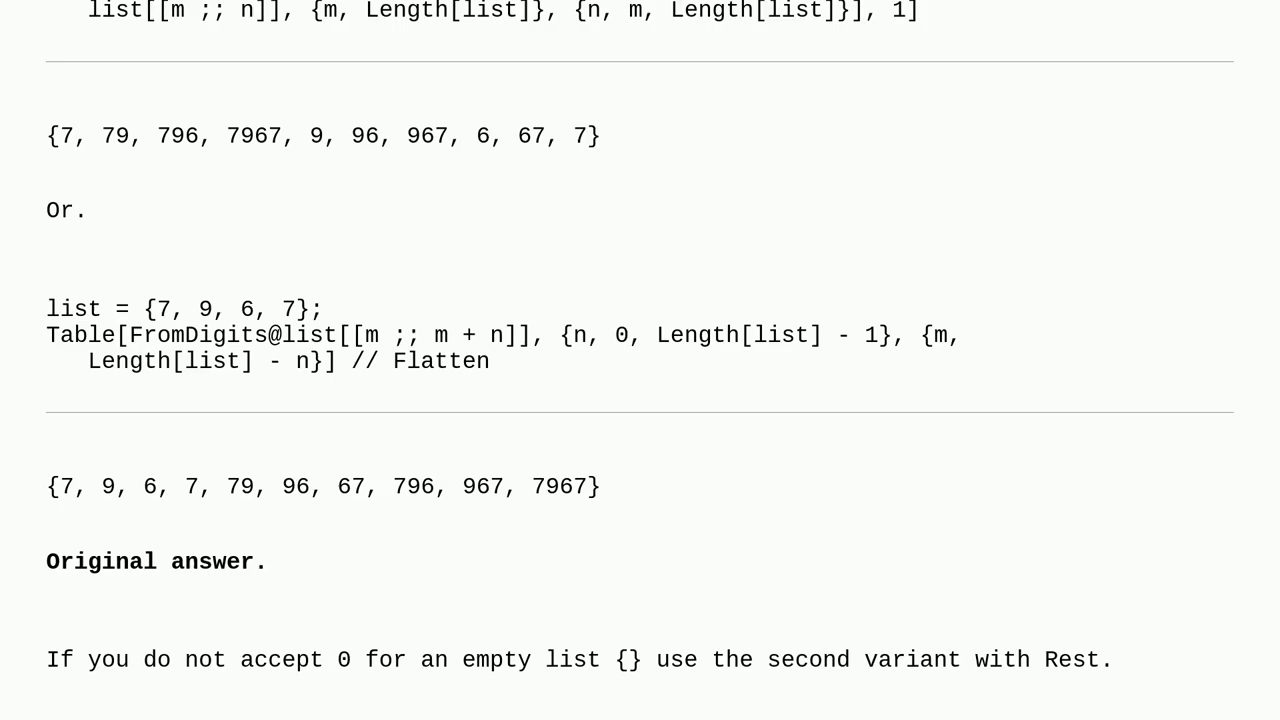 list[[m ;; n]], {m, Length[list]}, {n, m, Length[list]}], 1]
{7, 79, 796, 7967, 9, 96, 967, 6, 67, 7}
Or.
list = {7, 9, 6, 7};
Table[FromDigits@list[[m ;; m + n]], {n, 0, Length[list] - 1}, {m,
Length[list] - n}] // Flatten
{7, 9, 6, 7, 79, 96, 67, 796, 967, 7967}
Original answer.
If you do not accept 0 for an empty list {} use the second variant with Rest.